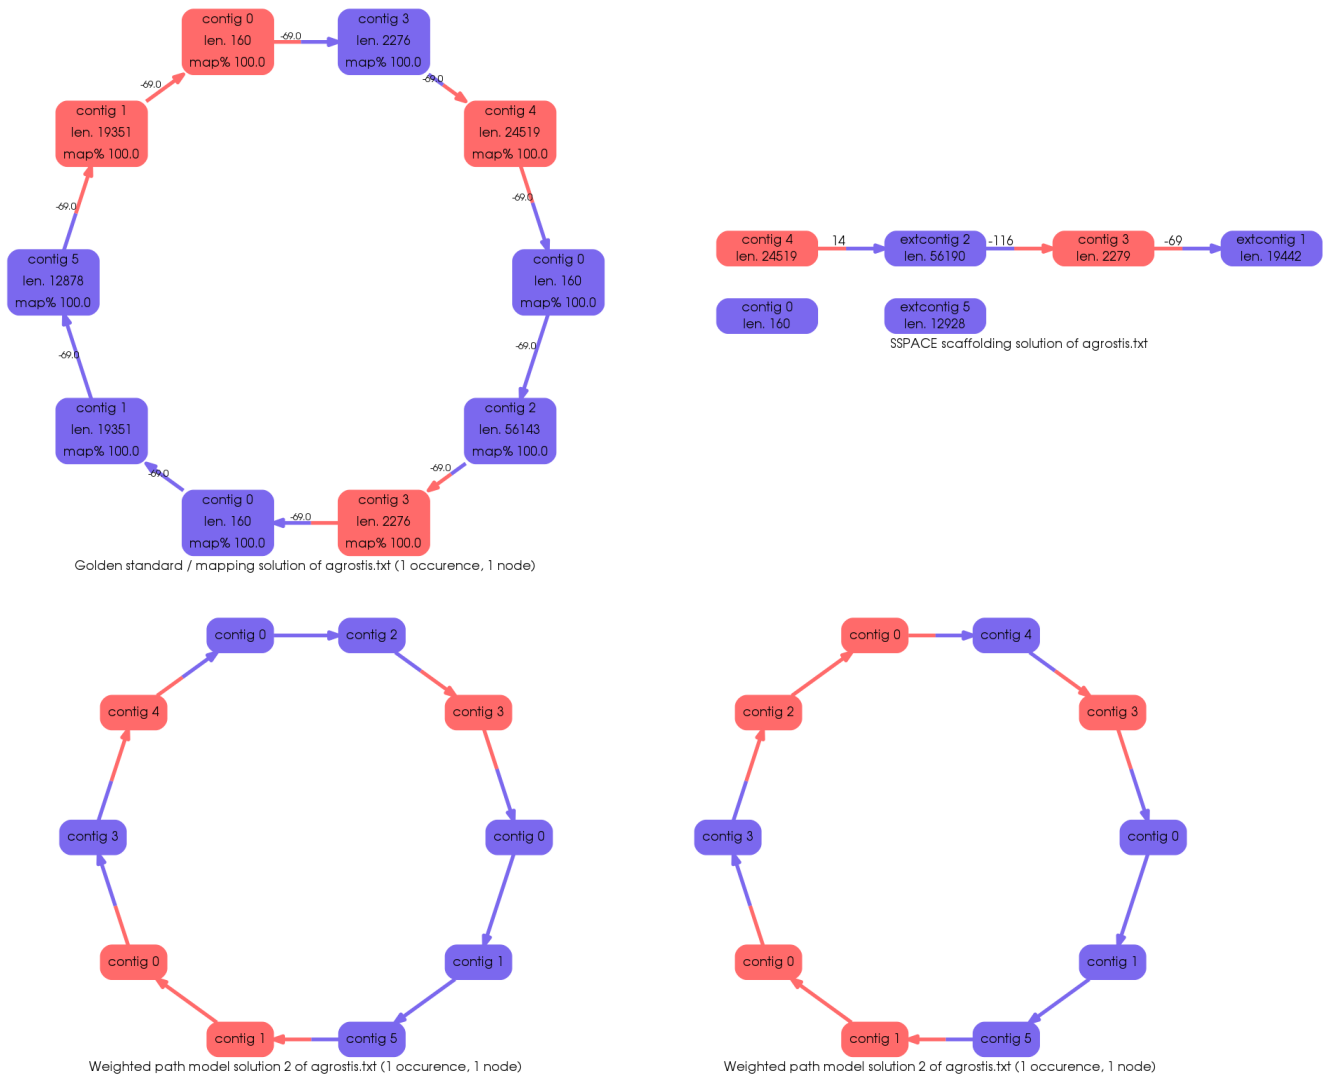 contig 0
len. 160
map% 100.0
-69.0
contig 3
len. 2276
map% 100.0
-69.0
contig 4
len. 24519
map% 100.0
-69.0
contig 0
len. 160
map% 100.0
-69.0
contig 2
len. 56143
map% 100.0
-69.0
contig 3
len. 2276
map% 100.0
-69.0
contig 0
len. 160
map% 100.0
-69.0
contig 1
len. 19351
map% 100.0
-69.0
contig 5
len. 12878
map% 100.0
-69.0
contig 1
len. 19351
map% 100.0
-69.0
Golden standard / mapping solution of agrostis.txt (1 occurence, 1 node)
contig 4
len. 24519
14
extcontig 2
len. 56190
-116
contig 3
len. 2279
-69
extcontig 1
len. 19442
contig 0
len. 160
extcontig 5
len. 12928
SSPACE scaffolding solution of agrostis.txt
contig 0
contig 2
contig 3
contig 0
contig 1
contig 5
contig 1
contig 0
contig 3
contig 4
Weighted path model solution 2 of agrostis.txt (1 occurence, 1 node)
contig 0
contig 4
contig 3
contig 0
contig 1
contig 5
contig 1
contig 0
contig 3
contig 2
Weighted path model solution 2 of agrostis.txt (1 occurence, 1 node)